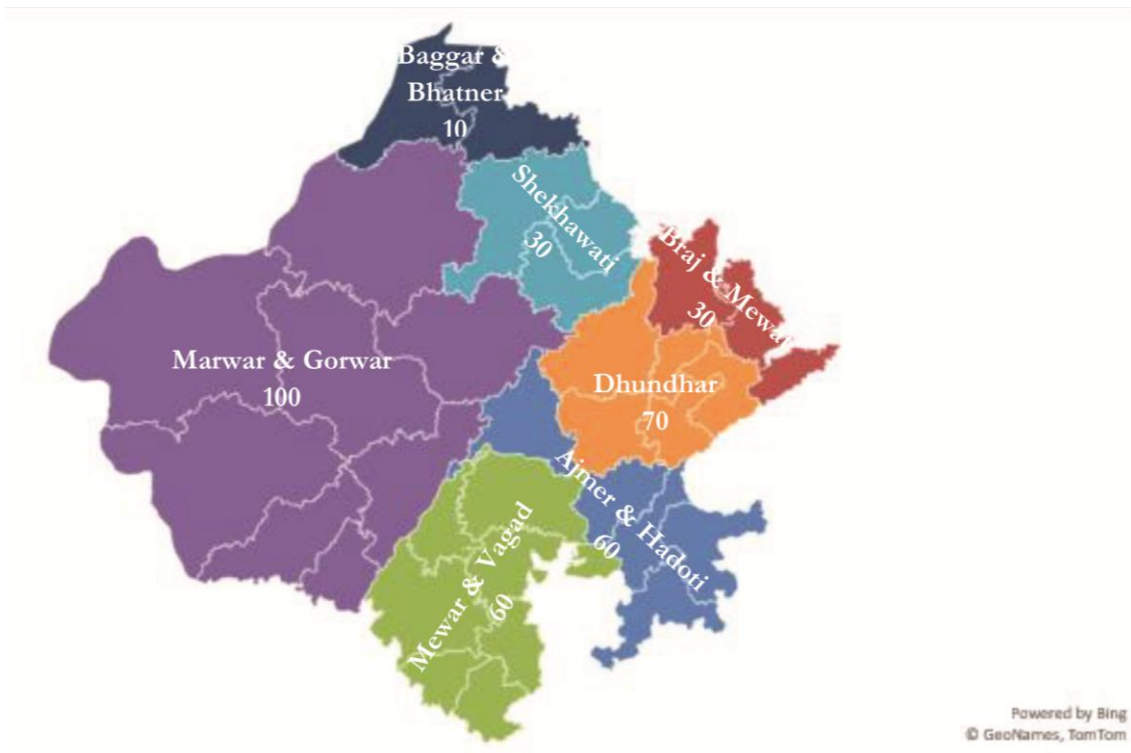 Baggar &
Bhatner
10
Shekhawati
30
Braj & Mewat
30
Marwar & Gorwar
100
Dhundhar
70
Ajmer & Hadoti
60
Mewar & Vagad
60
Powered by Bing
© GeoNames, TomTom